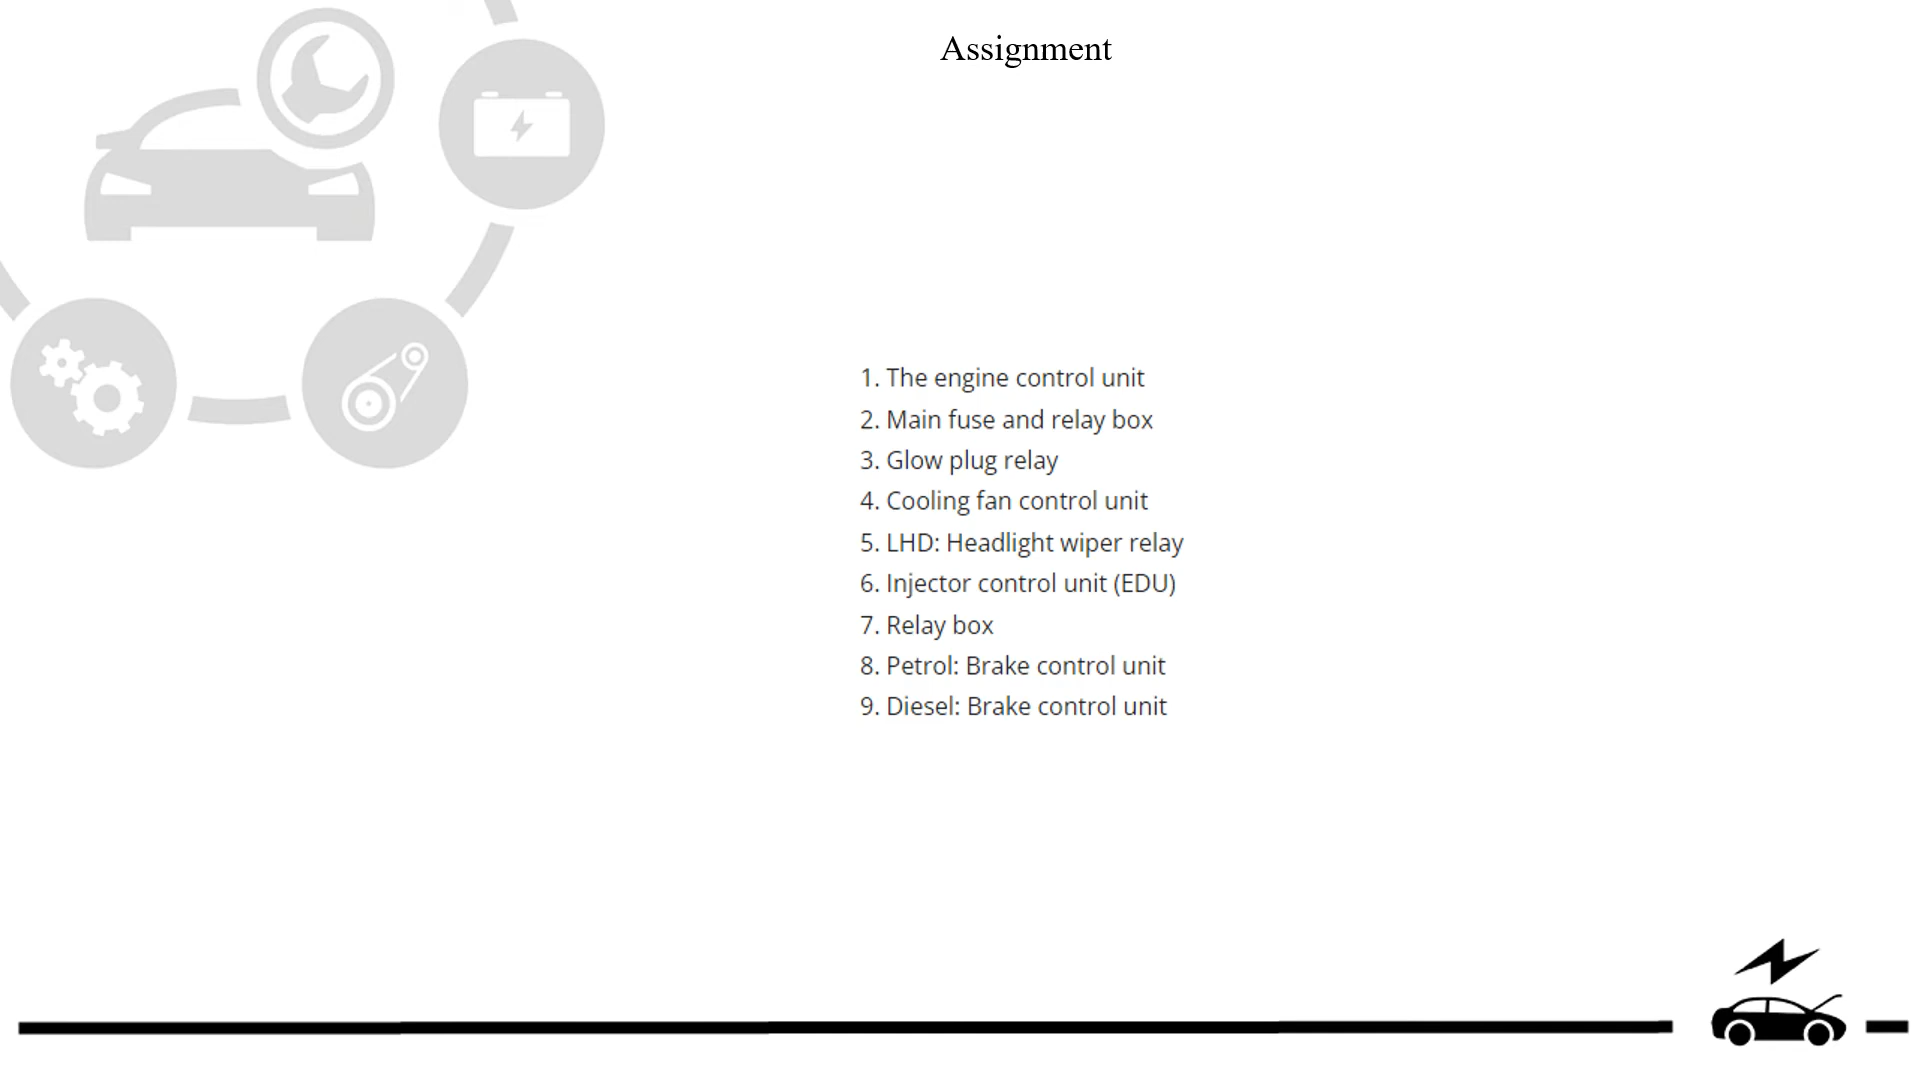 Assignment
1. The engine control unit
2. Main fuse and relay box
3. Glow plug relay
4. Cooling fan control unit
5. LHD: Headlight wiper relay
6. Injector control unit (EDU)
7. Relay box
8. Petrol: Brake control unit
9. Diesel: Brake control unit